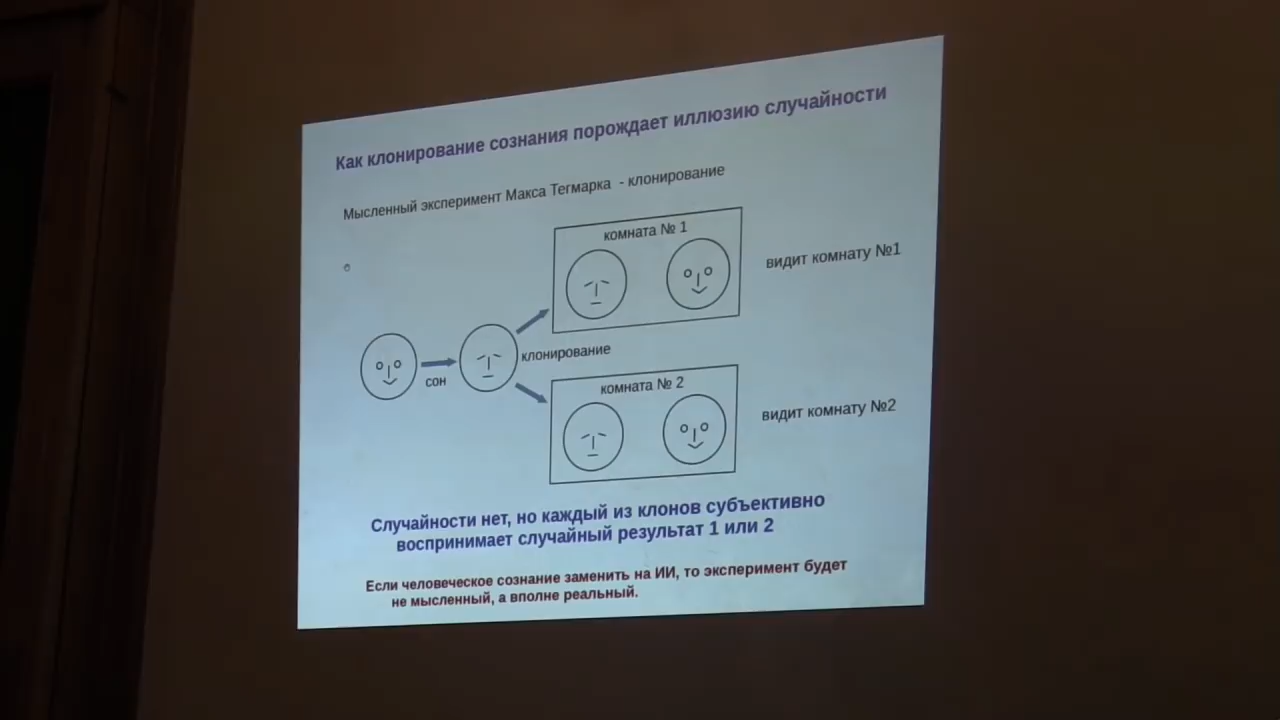 Как клонирование сознания порождает иллюзию случайности
Мысленный эксперимент Макса Тегмарка - клонирование
комната № 1
видит комнату №1
клонирование
сон
комната № 2
видит комнату №2
Случайности нет, но каждый из клонов субъективно
воспринимает случайный результат 1 или 2
Если человеческое сознание заменить на ИИ, то эксперимент будет
не мысленный, а вполне реальный.